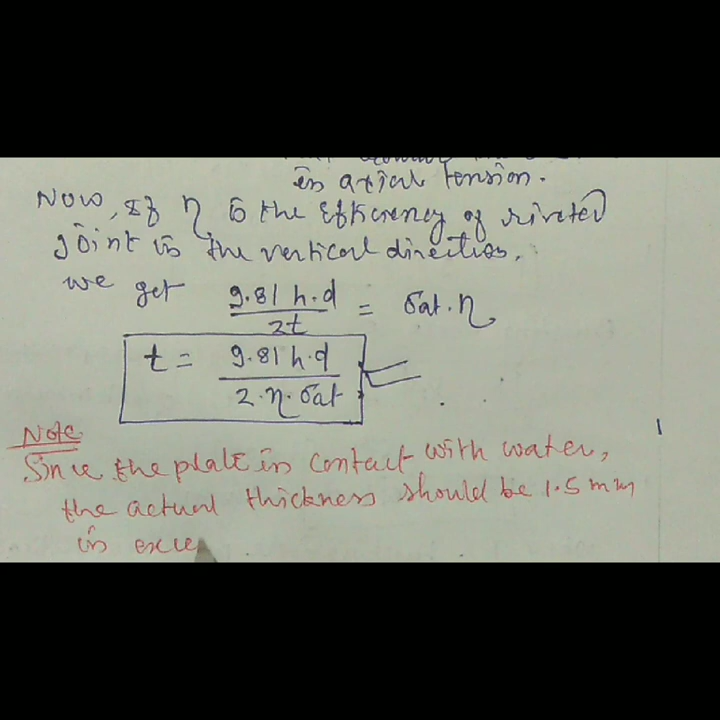 in axial tension.
Now, if η is the efficiency of riveted
joint in the vertical direction,
we get 9.81 h.d / 2t = σat.η
t = 9.81 h.d / 2.η.σat
Note
Since the plate in contact with water,
the actual thickness should be 1.5 mm
in exce